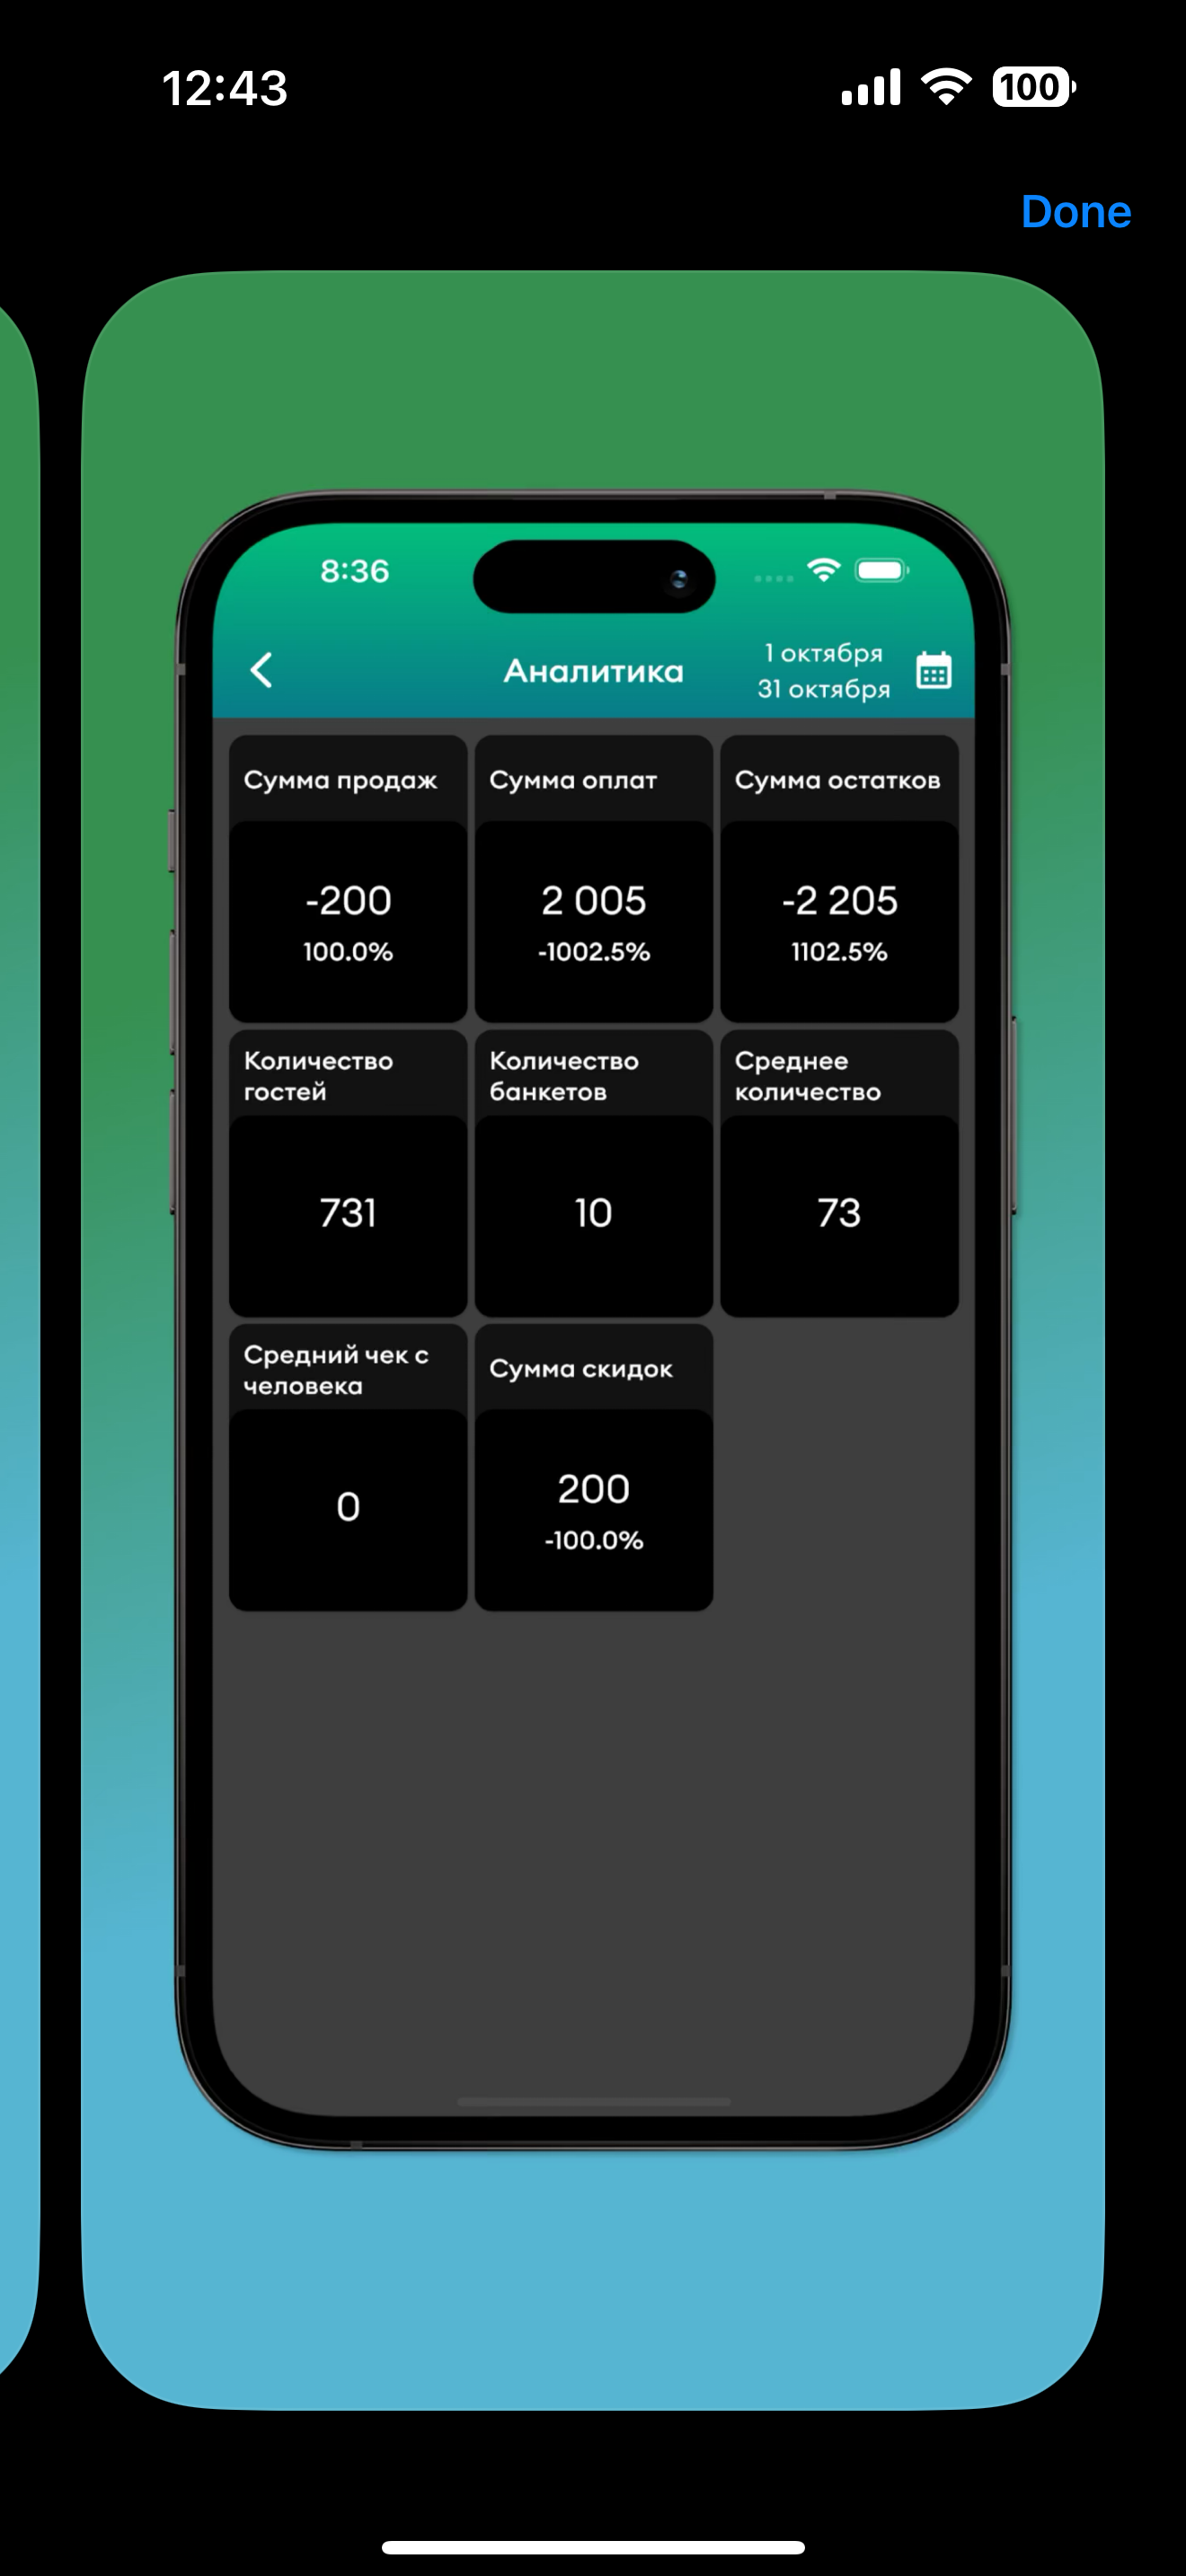 12:43
100
Done
8:36
Аналитика
1 октября
31 октября
Сумма продаж
-200
100.0%
Сумма оплат
2 005
-1002.5%
Сумма остатков
-2 205
1102.5%
Количество
гостей
731
Количество
банкетов
10
Среднее
количество
73
Средний чек с
человека
0
Сумма скидок
200
-100.0%